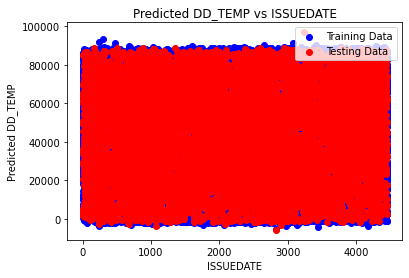 Predicted DD_TEMP vs ISSUEDATE
100000
80000
60000
40000
20000
0
Predicted DD_TEMP
Training Data
Testing Data
0 1000 2000 3000 4000
ISSUEDATE